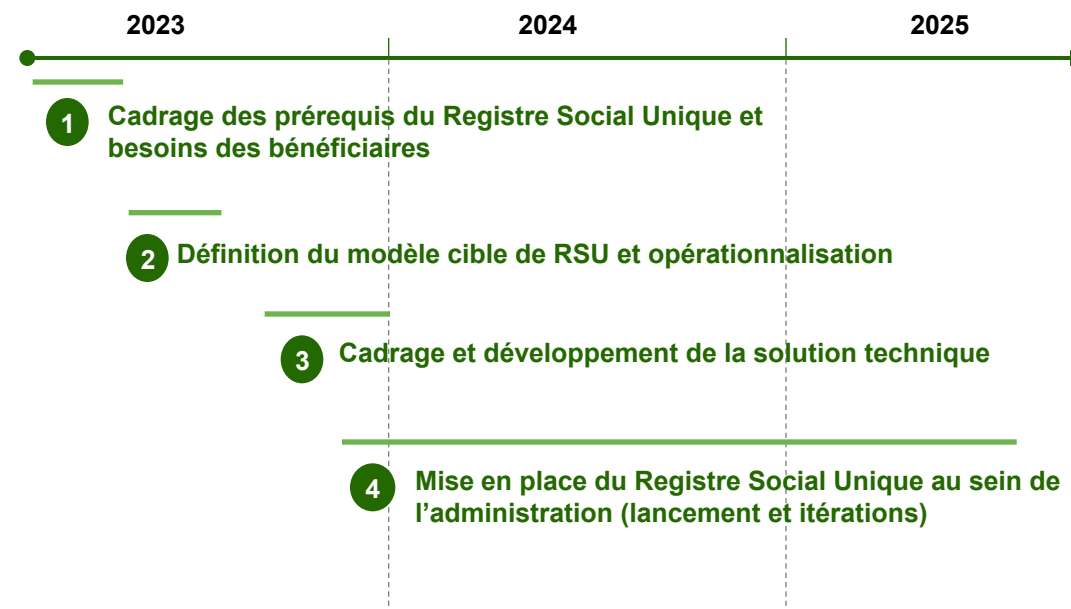 2023 2024 2025
1 Cadrage des prérequis du Registre Social Unique et
besoins des bénéficiaires
2 Définition du modèle cible de RSU et opérationnalisation
3 Cadrage et développement de la solution technique
4 Mise en place du Registre Social Unique au sein de
l’administration (lancement et itérations)